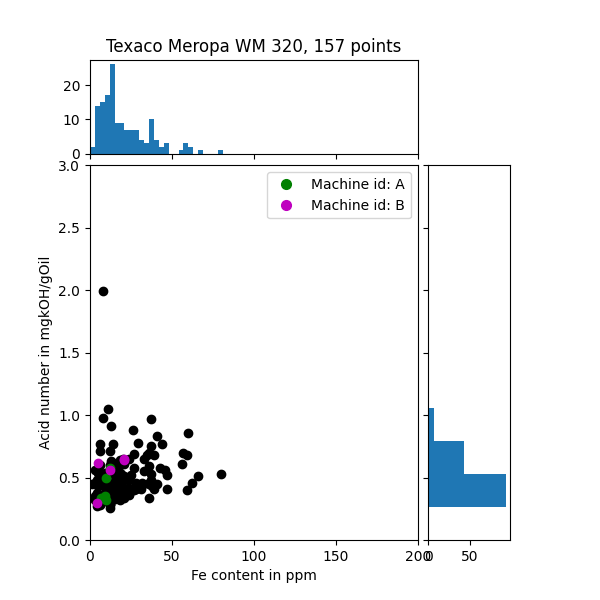 Texaco Meropa WM 320, 157 points
20
10
0
3.0
2.5
2.0
1.5
1.0
0.5
0.0
Acid number in mgkOH/gOil
Machine id: A
Machine id: B
0 50 100 150 200
0 50
Fe content in ppm